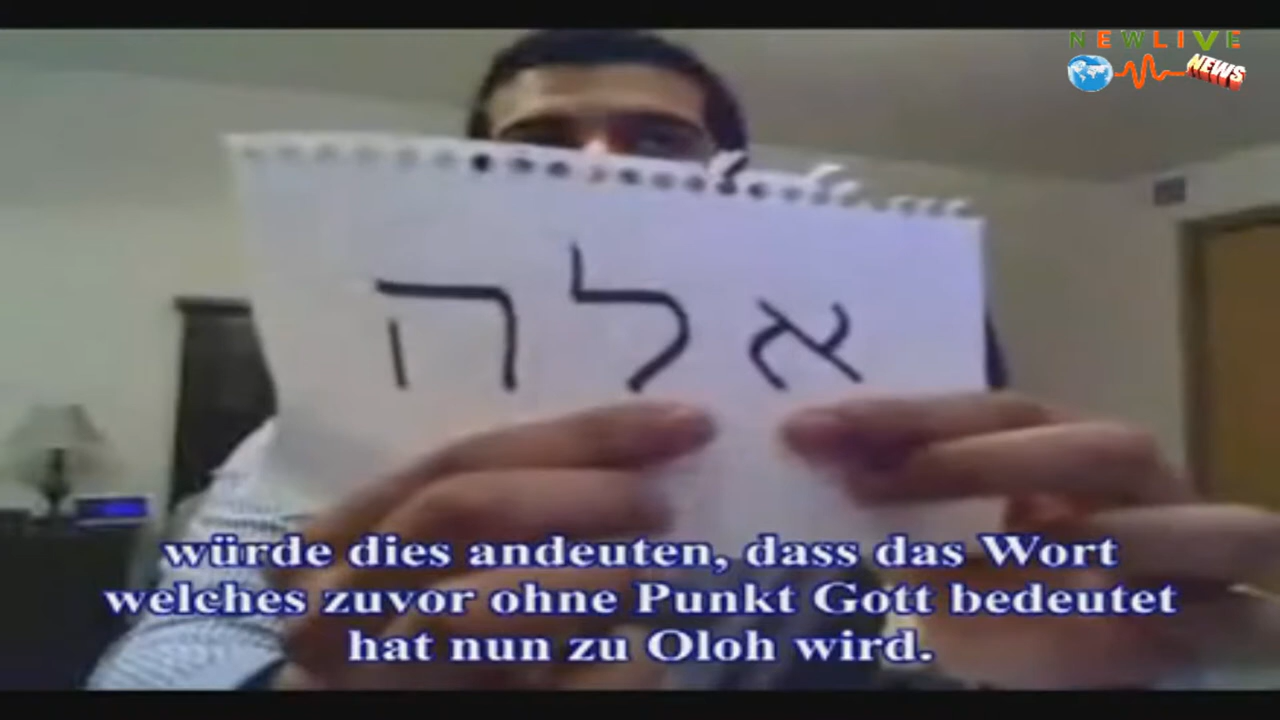 NEWLIVE
NEWS
אלה
würde dies andeuten, dass das Wort
welches zuvor ohne Punkt Gott bedeutet
hat nun zu Oloh wird.